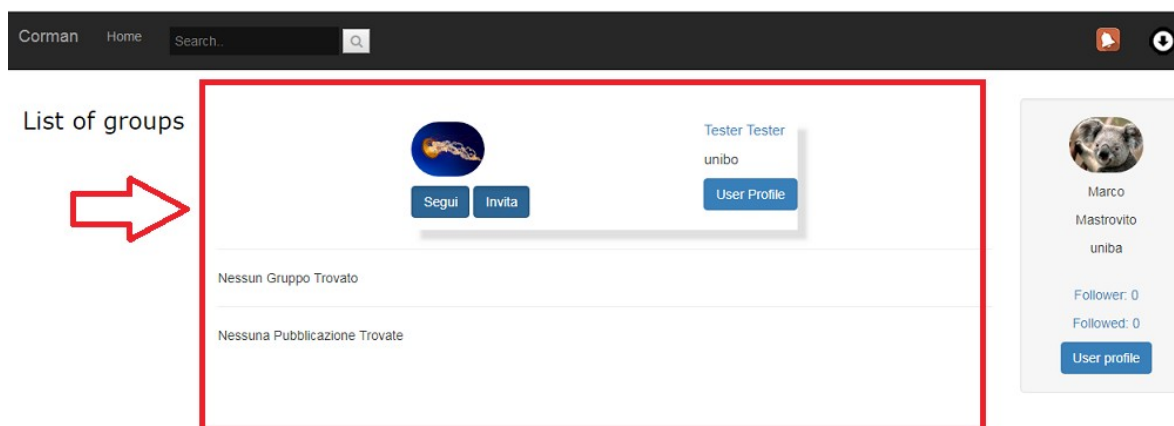 Corman Home Search..
List of groups
Tester Tester
unibo
Segui Invita User Profile
Nessun Gruppo Trovato
Nessuna Pubblicazione Trovate
Marco
Mastrovito
uniba
Follower: 0
Followed: 0
User profile